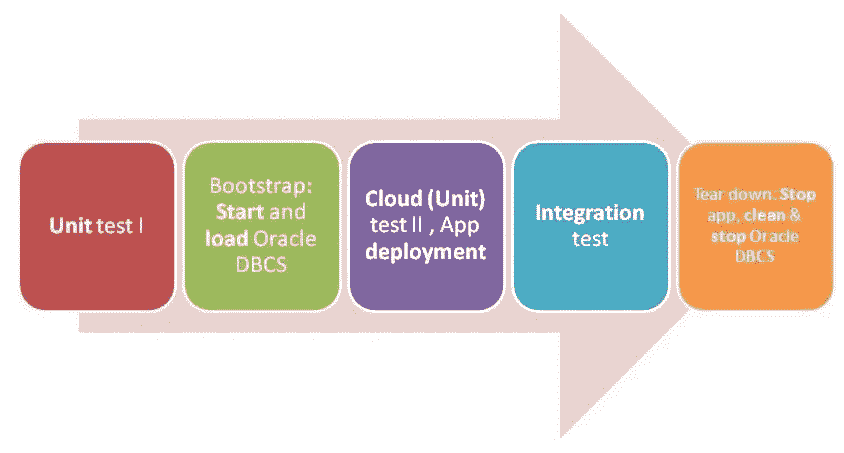 Unit test I
Bootstrap:
Start and
load Oracle
DBCS
Cloud (Unit)
test II , App
deployment
Integration
test
Tear down: Stop
app, clean &
stop Oracle
DBCS